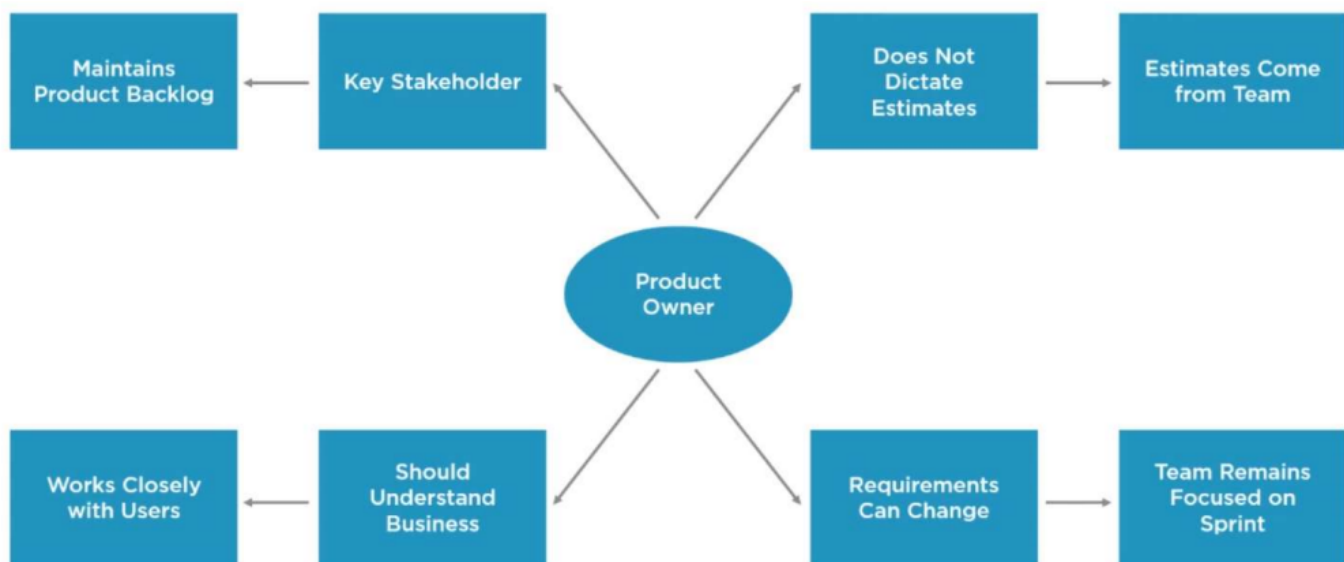 Maintains
Product Backlog
Key Stakeholder
Does Not
Dictate
Estimates
Estimates Come
from Team
Product
Owner
Works Closely
with Users
Should
Understand
Business
Requirements
Can Change
Team Remains
Focused on
Sprint